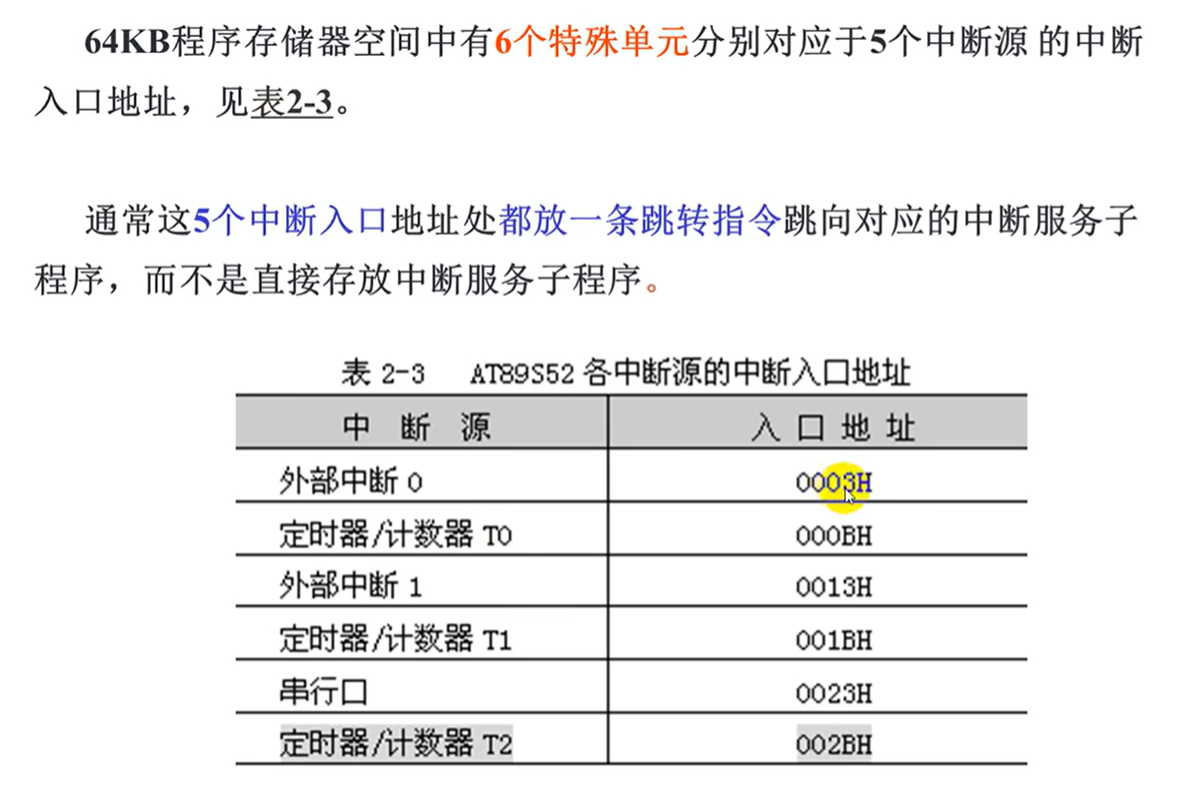 64KB程序存储器空间中有6个特殊单元分别对应于5个中断源 的中断
入口地址，见表2-3。
通常这5个中断入口地址处都放一条跳转指令跳向对应的中断服务子
程序，而不是直接存放中断服务子程序。
表 2-3 AT89S52 各中断源的中断入口地址
中 断 源 入 口 地 址
外部中断 0 0003H
定时器/计数器 T0 000BH
外部中断 1 0013H
定时器/计数器 T1 001BH
串行口 0023H
定时器/计数器 T2 002BH